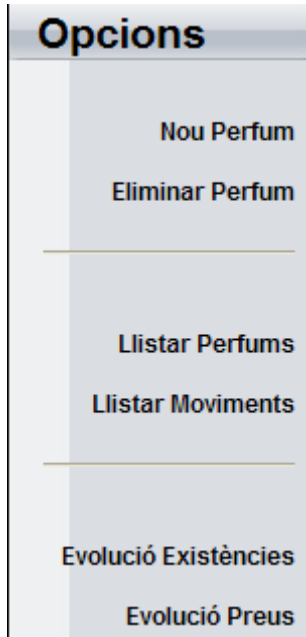 Opcions
Nou Perfum
Eliminar Perfum
Llistar Perfums
Llistar Moviments
Evolució Existències
Evolució Preus